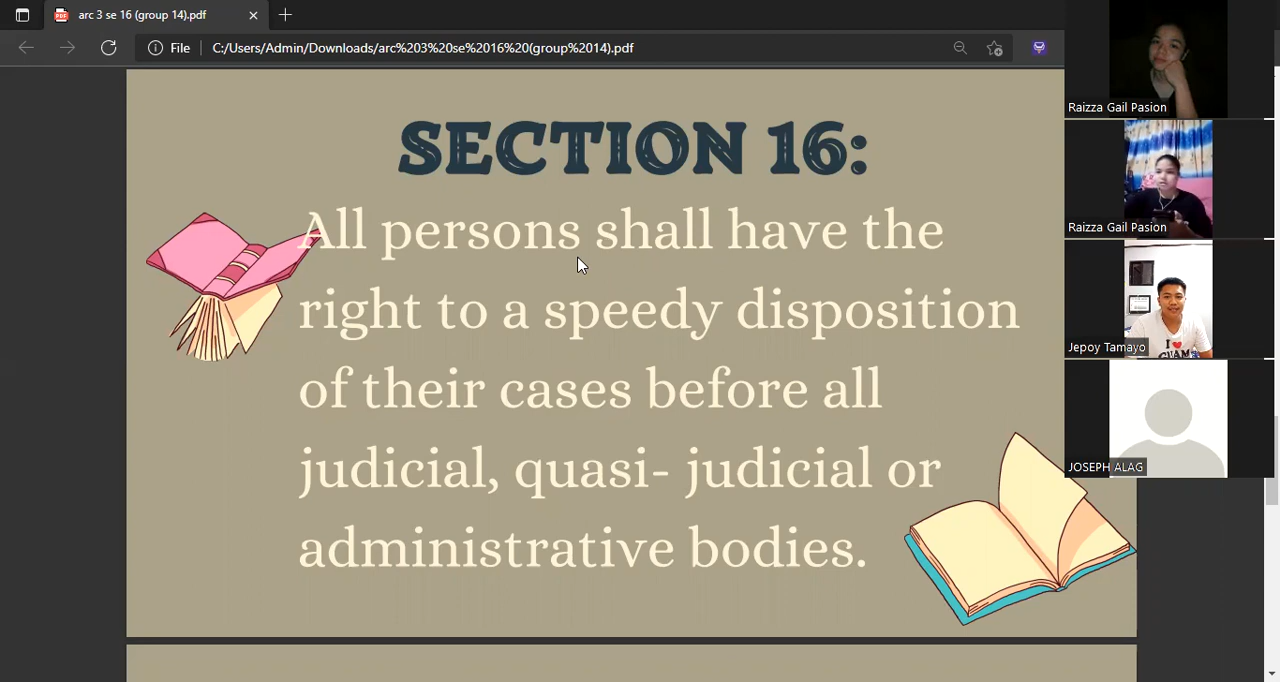 arc 3 se 16 (group 14).pdf
File
C:/Users/Admin/Downloads/arc%203%20se%2016%20(group%2014).pdf
SECTION 16:
All persons shall have the
right to a speedy disposition
of their cases before all
judicial, quasi- judicial or
administrative bodies.
Raizza Gail Pasion
Raizza Gail Pasion
I ♥
GUAM
Jepoy Tamayo
JOSEPH ALAG
PDF